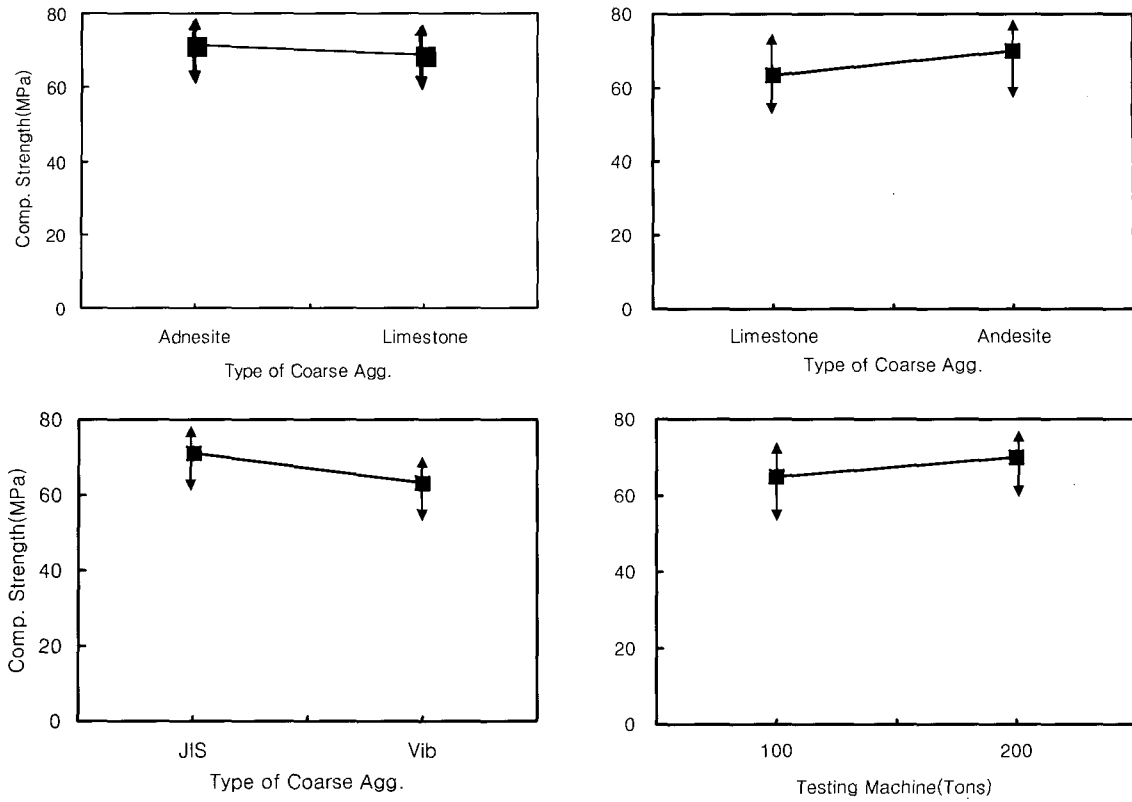 80
60
40
20
0
Comp. Strength(MPa)
Adnesite Limestone
Type of Coarse Agg.
80
60
40
20
0
Limestone Andesite
Type of Coarse Agg.
80
60
40
20
0
Comp. Strength(MPa)
JIS Vib
Type of Coarse Agg.
80
60
40
20
0
100 200
Testing Machine(Tons)